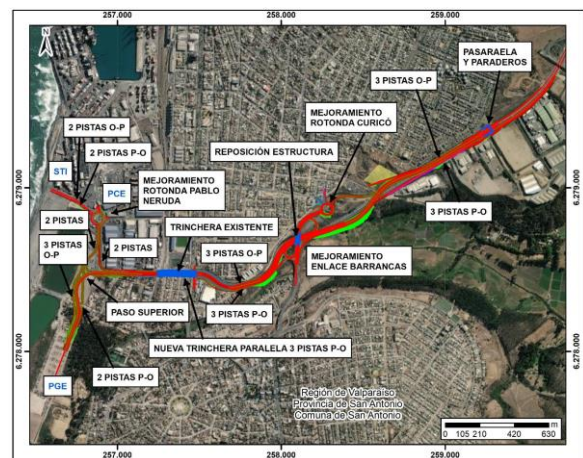 257.000
258.000
259.000
N
PASARAELA
Y PARADEROS
3 PISTAS O-P
MEJORAMIENTO
ROTONDA CURICÓ
2 PISTAS O-P
2 PISTAS P-O
REPOSICIÓN ESTRUCTURA
STI
MEJORAMIENTO
ROTONDA PABLO
NERUDA
PCE
6.279.000
6.279.000
2 PISTAS
TRINCHERA EXISTENTE
3 PISTAS P-O
3 PISTAS
O-P
2 PISTAS
3 PISTAS O-P
MEJORAMIENTO
ENLACE BARRANCAS
PASO SUPERIOR
3 PISTAS P-O
NUEVA TRINCHERA PARALELA 3 PISTAS P-O
6.278.000
6.278.000
2 PISTAS P-O
PGE
Región de Valparaíso
Provincia de San Antonio
Comuna de San Antonio
m
0 105 210 420 630
257.000
258.000
259.000